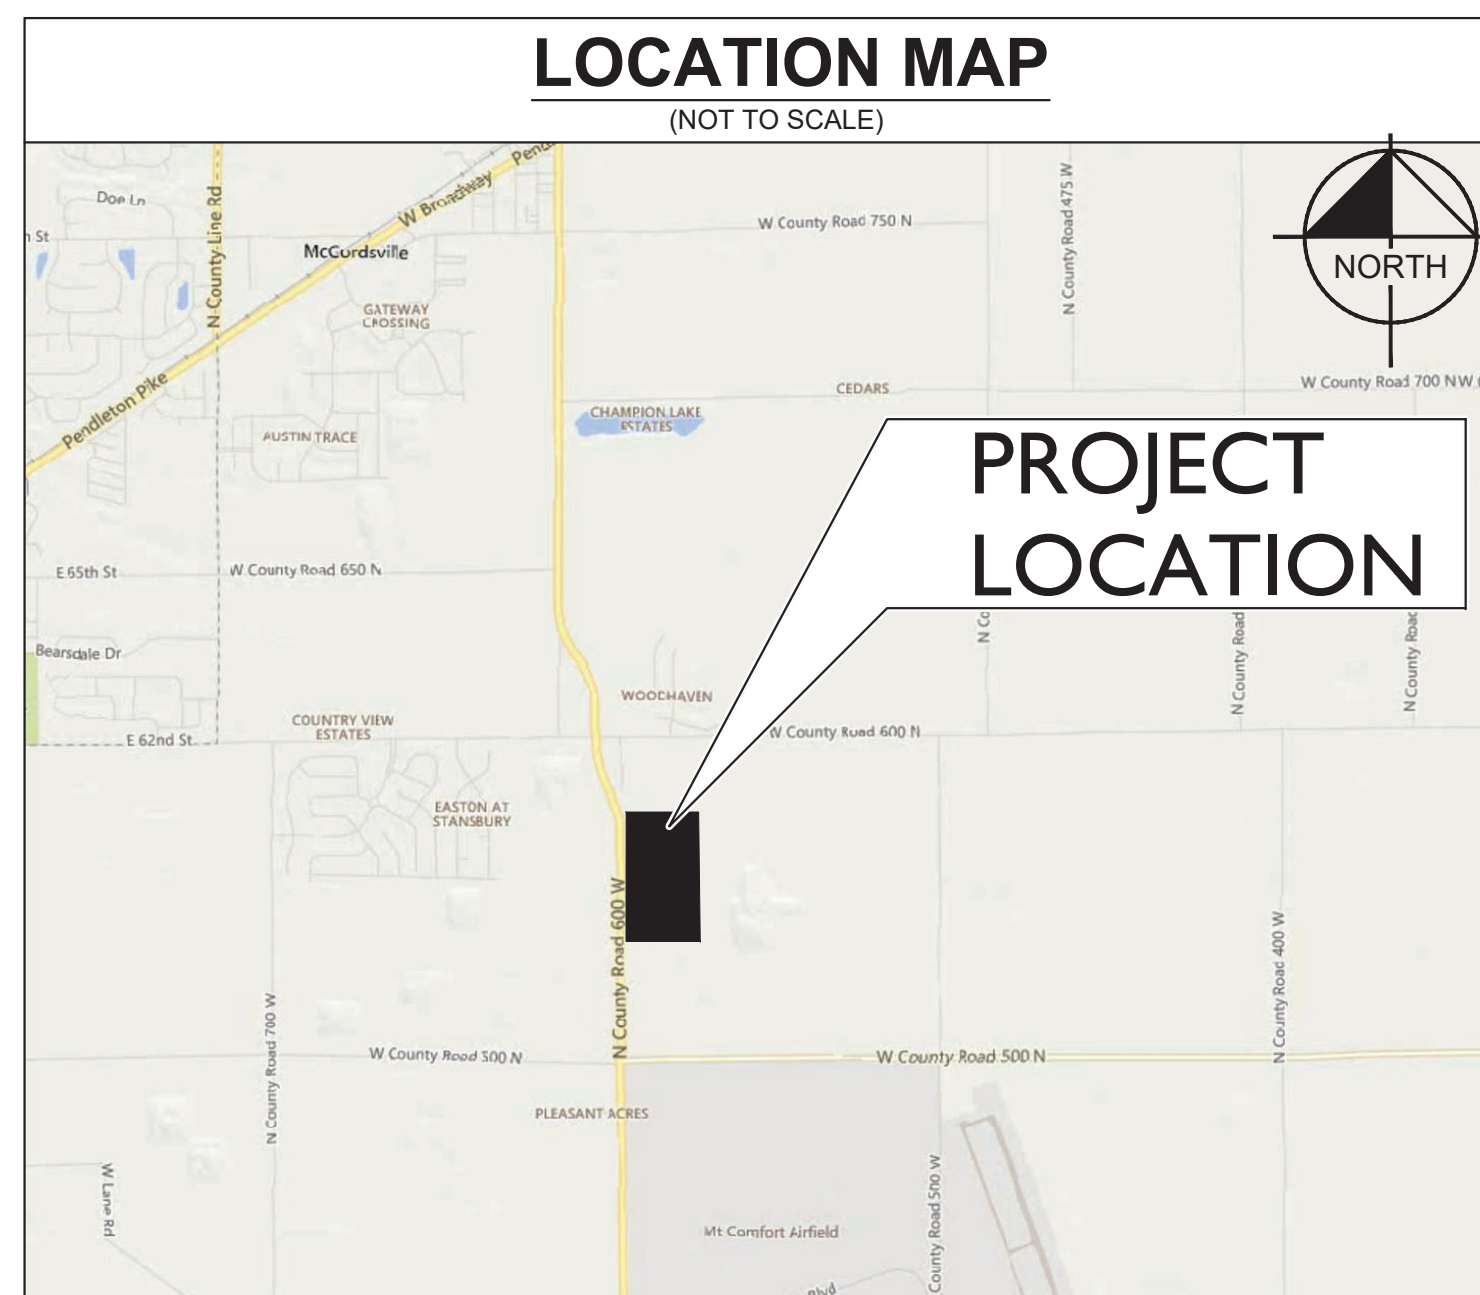 LOCATION MAP
(NOT TO SCALE)
Doe Ln
N County Line Rd
W Broadway
W County Road 750 N
N County Road 475 W
St
McCordsville
NORTH
GATEWAY
CROSSING
Pendleton Pike
W County Road 700 N W
CEDARS
CHAMPION LAKE
ESTATES
AUSTIN TRACE
PROJECT
LOCATION
E 65th St
W County Road 650 N
N Co
N County Road
N County Road
Bearsdale Dr
WOODHAVEN
COUNTRY VIEW
ESTATES
E 62nd St
W County Road 600 N
EASTON AT
STANSBURY
N County Road 600 W
N County Road 400 W
N County Road 700 W
W County Road 500 N
W County Road 500 N
PLEASANT ACRES
W Lane Rd
County Road 500 W
Mt Comfort Airfield
Blvd